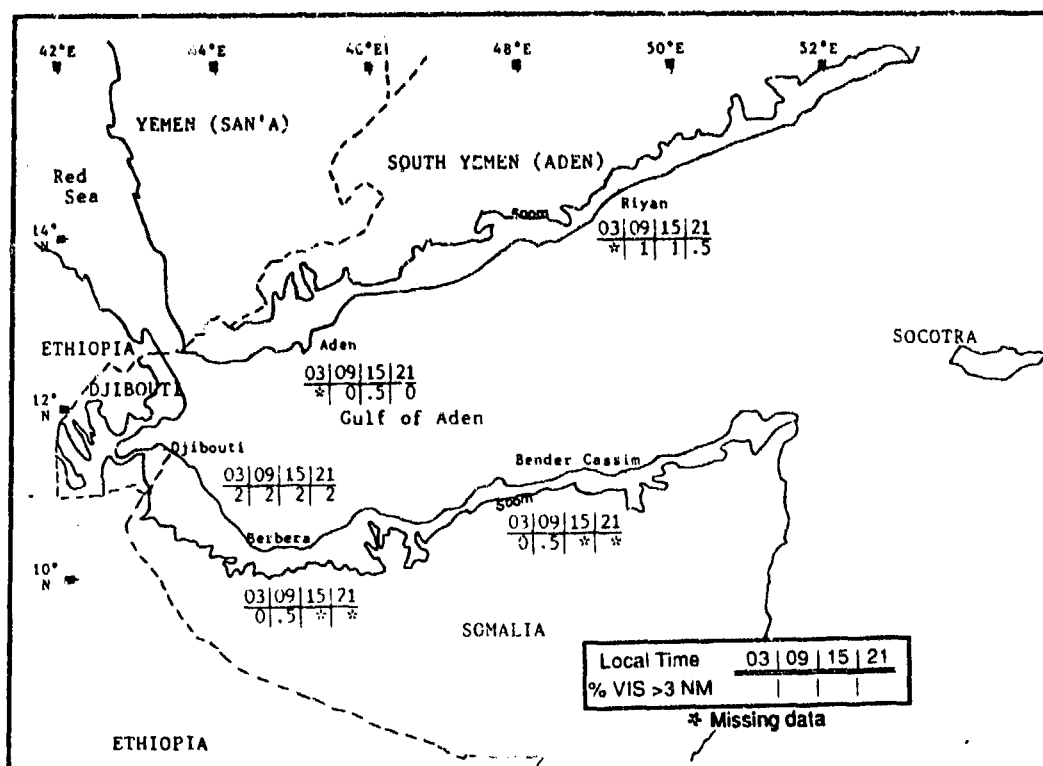 42°E 44°E 46°E 48°E 50°E 52°E
YEMEN (SAN'A)
SOUTH YEMEN (ADEN)
Red
Sea
500m
Riyan
03 09 15 21
* 1 1 .5
14°
N
SOCOTRA
ETHIOPIA
Aden
03 09 15 21
* 0 .5 0
DJIBOUTI
12°
N
Gulf of Aden
Djibouti
03 09 15 21
2 2 2 2
Bender Cassim
500m
03 09 15 21
0 .5 * *
Berbera
10°
N
03 09 15 21
0 .5 * *
SOMALIA
Local Time 03 09 15 21
% VIS >3 NM
* Missing data
ETHIOPIA